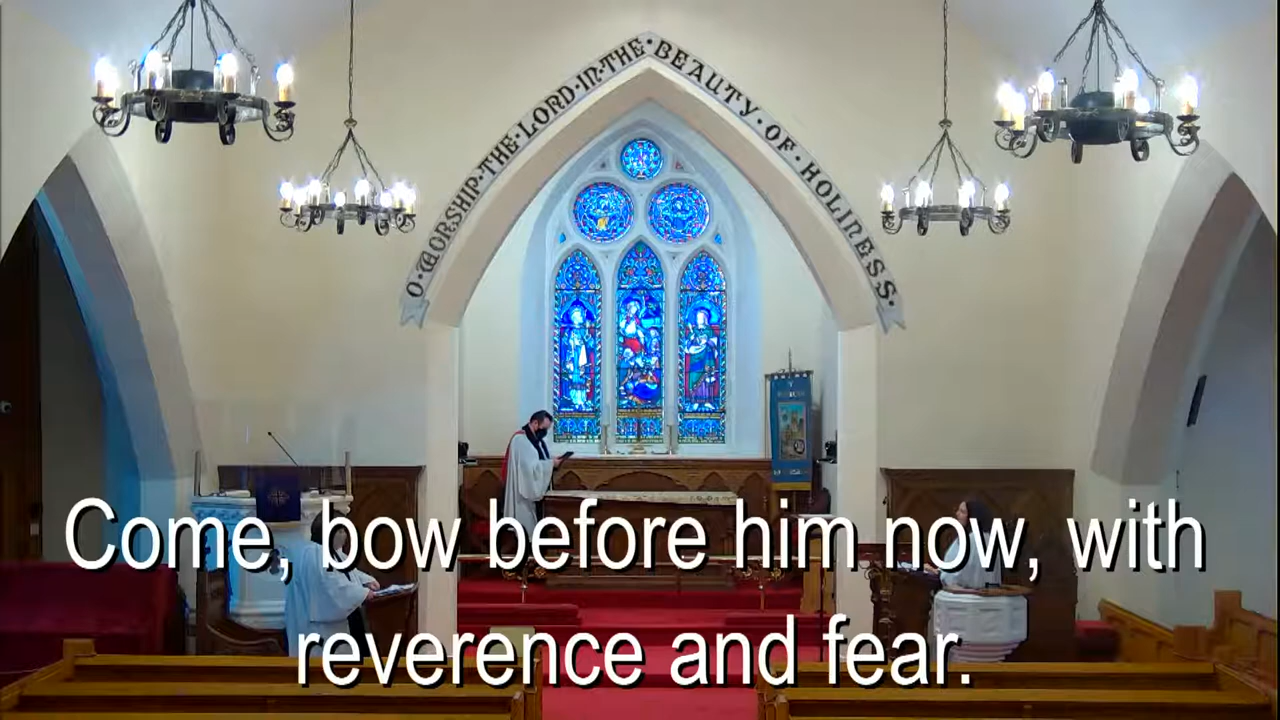 O·WORSHIP·THE·LORD·IN·THE·BEAUTY·OF·HOLINESS·
Come, bow before him now, with
reverence and fear.